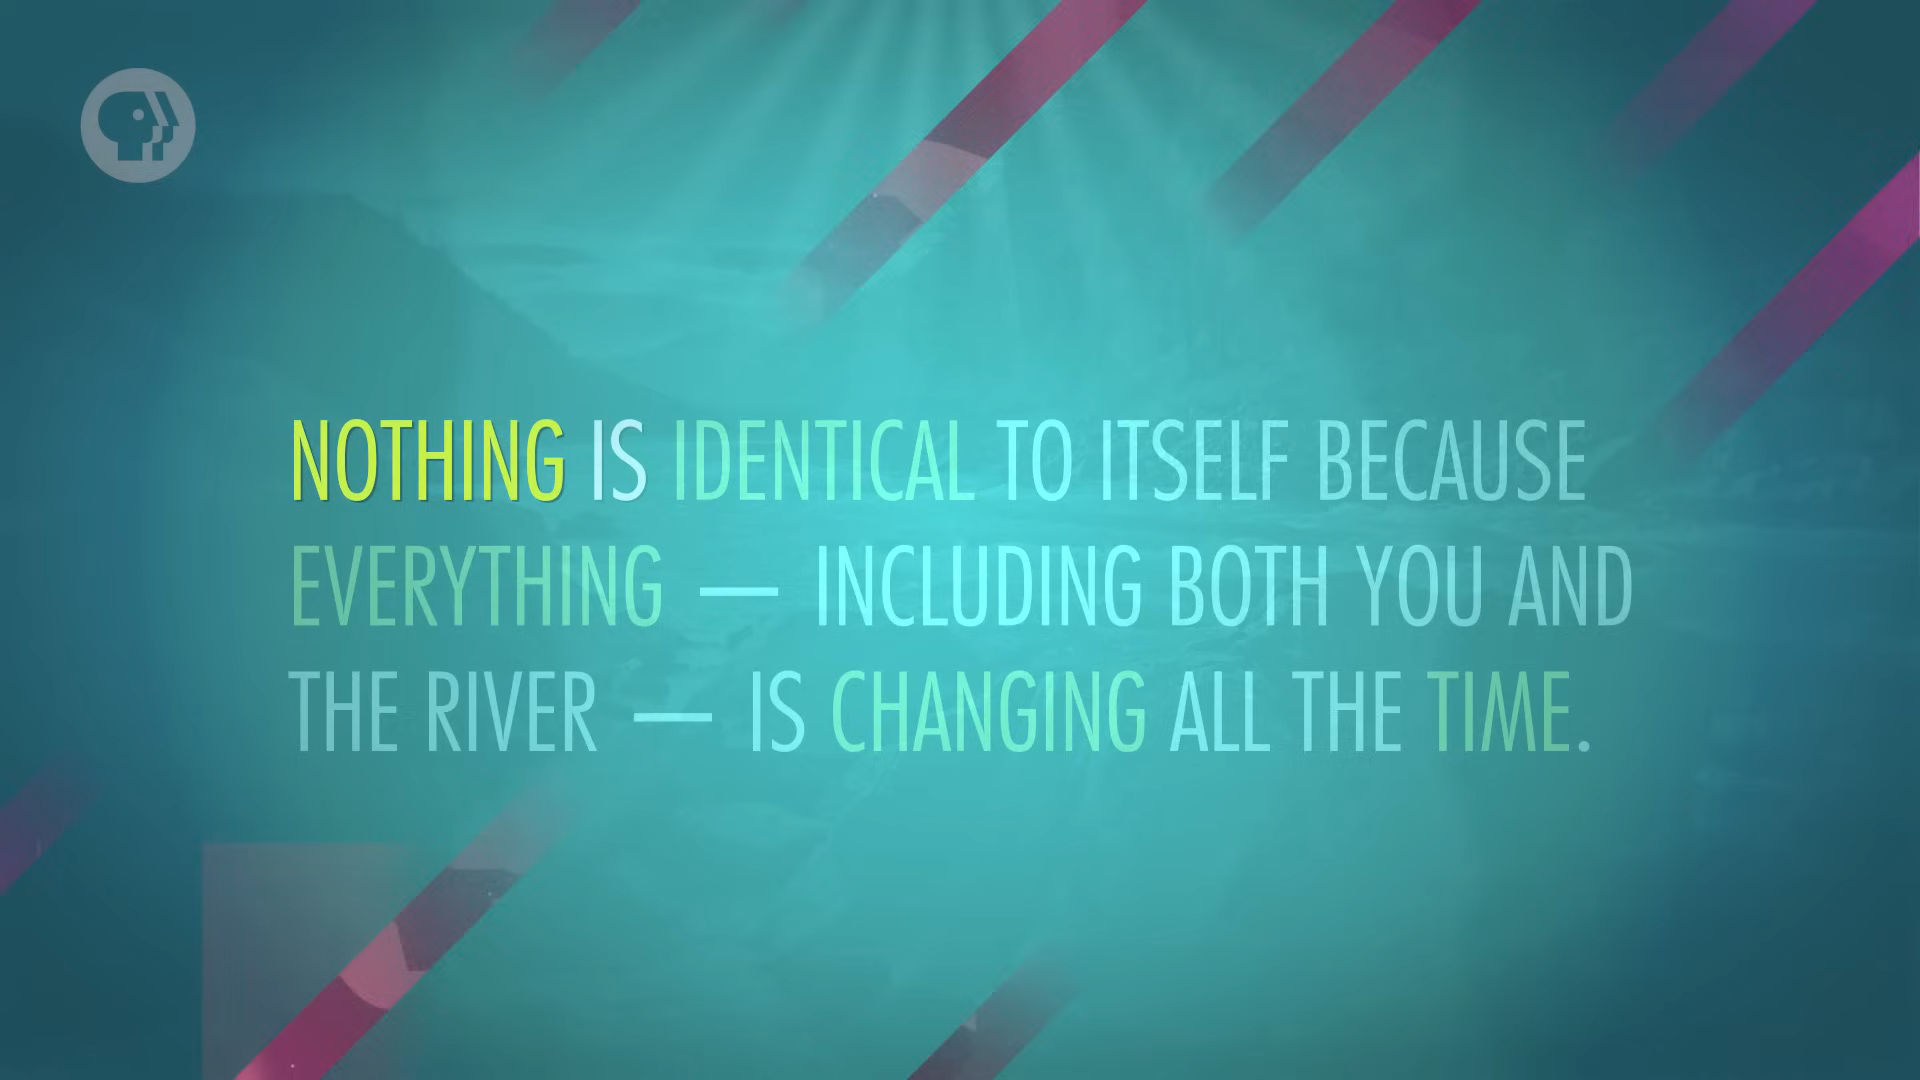 NOTHING IS IDENTICAL TO ITSELF BECAUSE
EVERYTHING — INCLUDING BOTH YOU AND
THE RIVER — IS CHANGING ALL THE TIME.